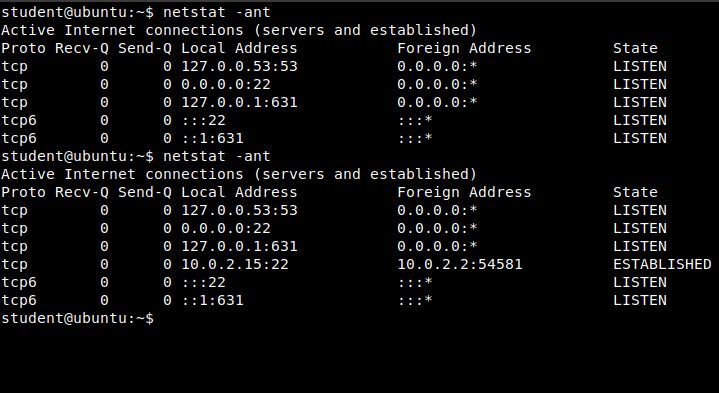 student@ubuntu:~$ netstat -ant
Active Internet connections (servers and established)
Proto Recv-Q Send-Q Local Address           Foreign Address         State
tcp        0      0 127.0.0.53:53           0.0.0.0:*               LISTEN
tcp        0      0 0.0.0.0:22              0.0.0.0:*               LISTEN
tcp        0      0 127.0.0.1:631           0.0.0.0:*               LISTEN
tcp6       0      0 :::22                   :::*                    LISTEN
tcp6       0      0 ::1:631                 :::*                    LISTEN
student@ubuntu:~$ netstat -ant
Active Internet connections (servers and established)
Proto Recv-Q Send-Q Local Address           Foreign Address         State
tcp        0      0 127.0.0.53:53           0.0.0.0:*               LISTEN
tcp        0      0 0.0.0.0:22              0.0.0.0:*               LISTEN
tcp        0      0 127.0.0.1:631           0.0.0.0:*               LISTEN
tcp        0      0 10.0.2.15:22            10.0.2.2:54581          ESTABLISHED
tcp6       0      0 :::22                   :::*                    LISTEN
tcp6       0      0 ::1:631                 :::*                    LISTEN
student@ubuntu:~$